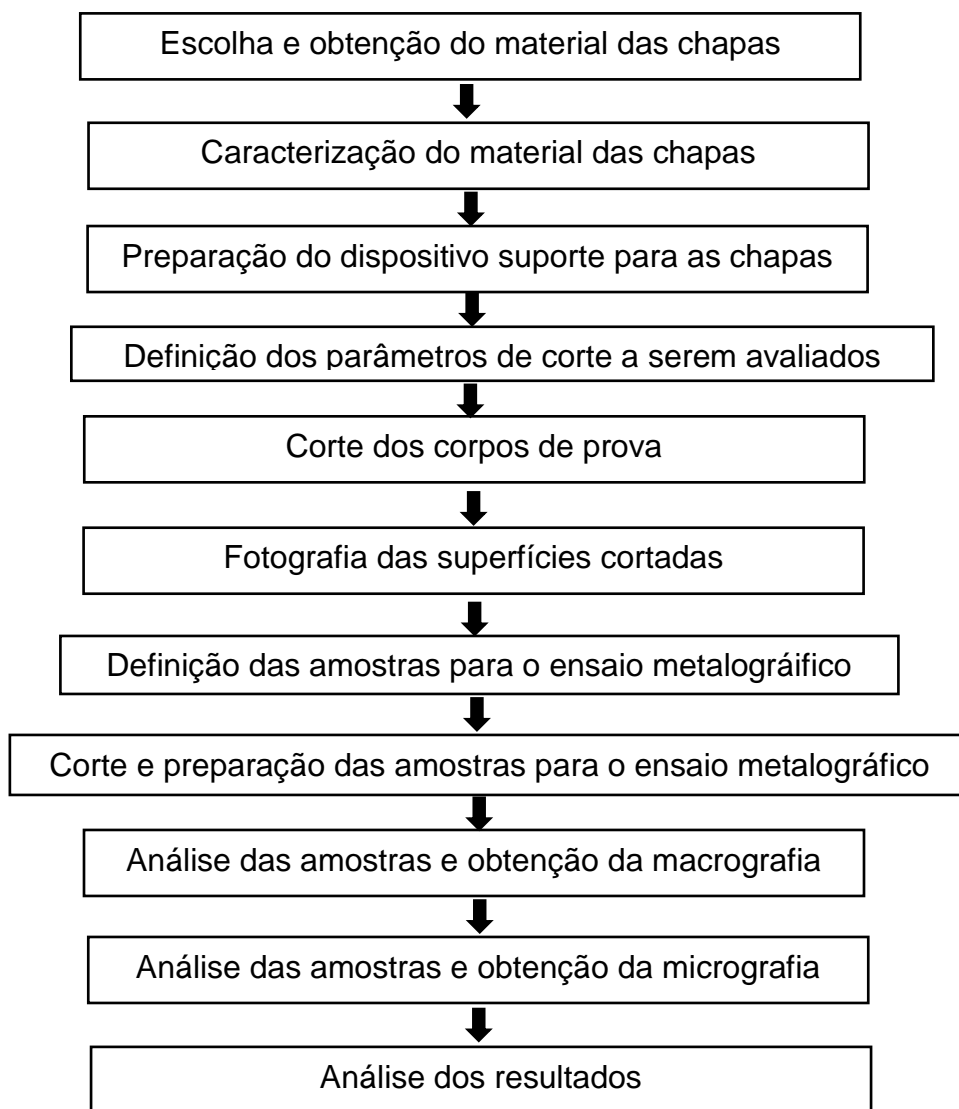 Escolha e obtenção do material das chapas
Caracterização do material das chapas
Preparação do dispositivo suporte para as chapas
Definição dos parâmetros de corte a serem avaliados
Corte dos corpos de prova
Fotografia das superfícies cortadas
Definição das amostras para o ensaio metalográifico
Corte e preparação das amostras para o ensaio metalográfico
Análise das amostras e obtenção da macrografia
Análise das amostras e obtenção da micrografia
Análise dos resultados